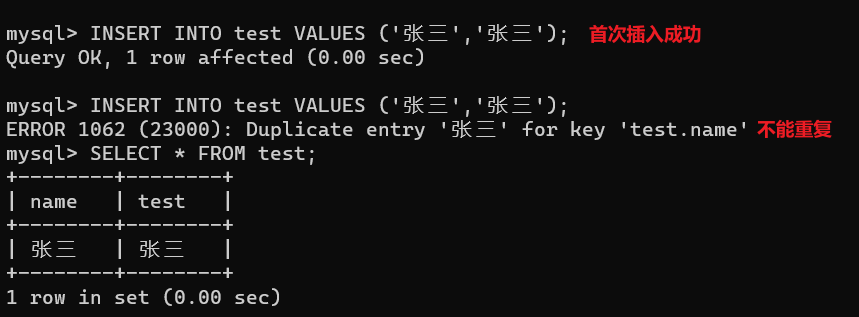 mysql> INSERT INTO test VALUES ('张三','张三'); 首次插入成功
Query OK, 1 row affected (0.00 sec)
mysql> INSERT INTO test VALUES ('张三','张三');
ERROR 1062 (23000): Duplicate entry '张三' for key 'test.name' 不能重复
mysql> SELECT * FROM test;
+--------+--------+
| name   | test   |
+--------+--------+
| 张三   | 张三   |
+--------+--------+
1 row in set (0.00 sec)